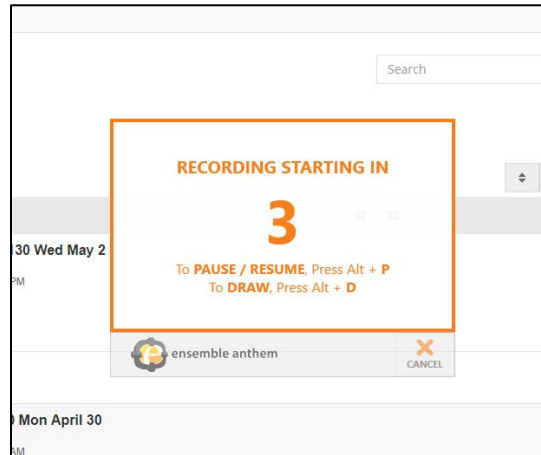 Search
RECORDING STARTING IN
3
130 Wed May 2
PM
To PAUSE / RESUME, Press Alt + P
To DRAW, Press Alt + D
ensemble anthem
CANCEL
Mon April 30
AM